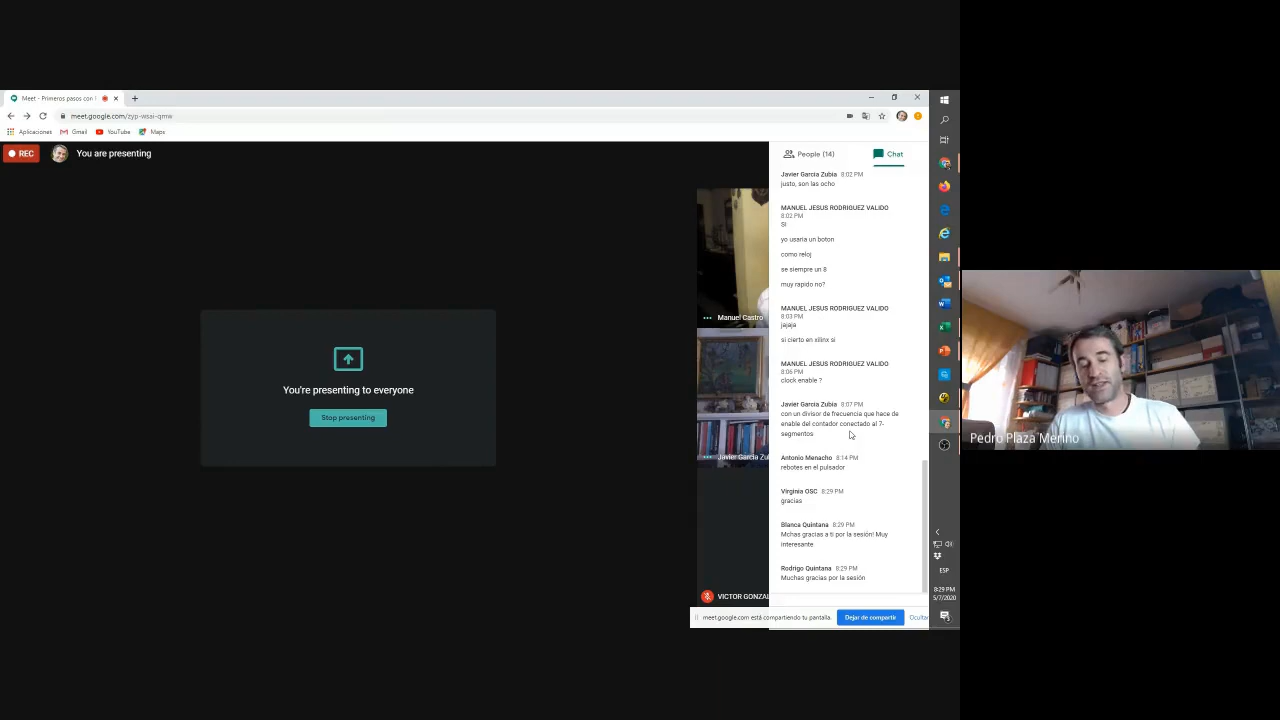 Meet - Primeros pasos con
meet.google.com/zyp-wsai-qmw
Aplicaciones
Gmail
YouTube
Maps
REC
You are presenting
People (14)
Chat
Javier Garcia Zubia 8:02 PM
justo, son las ocho
MANUEL JESUS RODRIGUEZ VALIDO
8:02 PM
SI
yo usaria un boton
como reloj
se siempre un 8
muy rapido no?
MANUEL JESUS RODRIGUEZ VALIDO
8:03 PM
jajaja
si cierto en xilinx si
MANUEL JESUS RODRIGUEZ VALIDO
8:06 PM
clock enable ?
Javier Garcia Zubia 8:07 PM
con un divisor de frecuencia que hace de
enable del contador conectado al 7-
segmentos
Antonio Menacho 8:14 PM
rebotes en el pulsador
Virginia OSC 8:29 PM
gracias
Blanca Quintana 8:29 PM
Mchas gracias a ti por la sesión! Muy
interesante
Rodrigo Quintana 8:29 PM
Muchas gracias por la sesión
You're presenting to everyone
Stop presenting
Manuel Castro
Javier Garcia Zu
VICTOR GONZAL
meet.google.com está compartiendo tu pantalla.
Dejar de compartir
Ocultar
ESP
8:29 PM
5/7/2020
Pedro Plaza Merino